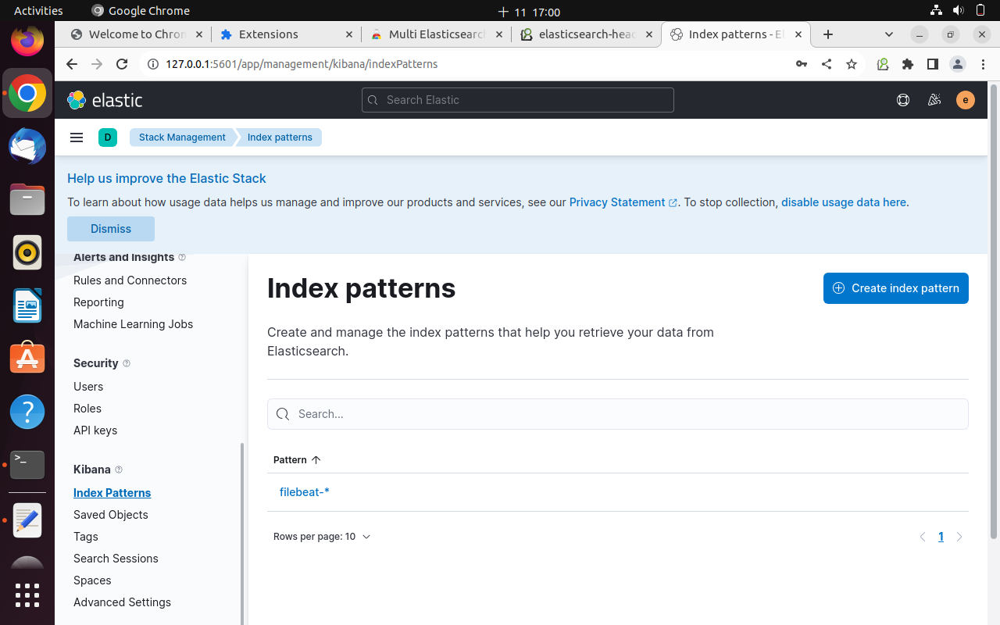 Activities
Google Chrome
11 17:00
Welcome to Chrom
Extensions
Multi Elasticsearch
elasticsearch-head
Index patterns - El
127.0.0.1:5601/app/management/kibana/indexPatterns
elastic
Search Elastic
e
D
Stack Management
Index patterns
Help us improve the Elastic Stack
To learn about how usage data helps us manage and improve our products and services, see our Privacy Statement. To stop collection, disable usage data here.
Dismiss
Alerts and Insights
Rules and Connectors
Reporting
Machine Learning Jobs
Security
Users
Roles
API keys
Kibana
Index Patterns
Saved Objects
Tags
Search Sessions
Spaces
Advanced Settings
Index patterns
Create index pattern
Create and manage the index patterns that help you retrieve your data from
Elasticsearch.
Search...
Pattern
filebeat-*
Rows per page: 10
1